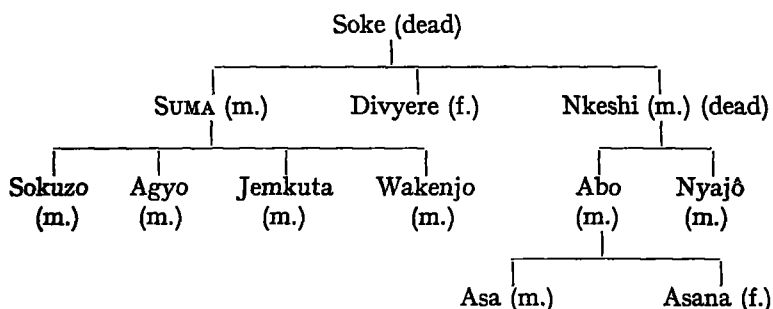 Soke (dead)
SUMA (m.) Divyere (f.) Nkeshi (m.) (dead)
Sokuzo Agyo Jemkuta Wakenjo Abo Nyajô
(m.) (m.) (m.) (m.) (m.) (m.)
Asa (m.) Asana (f.)